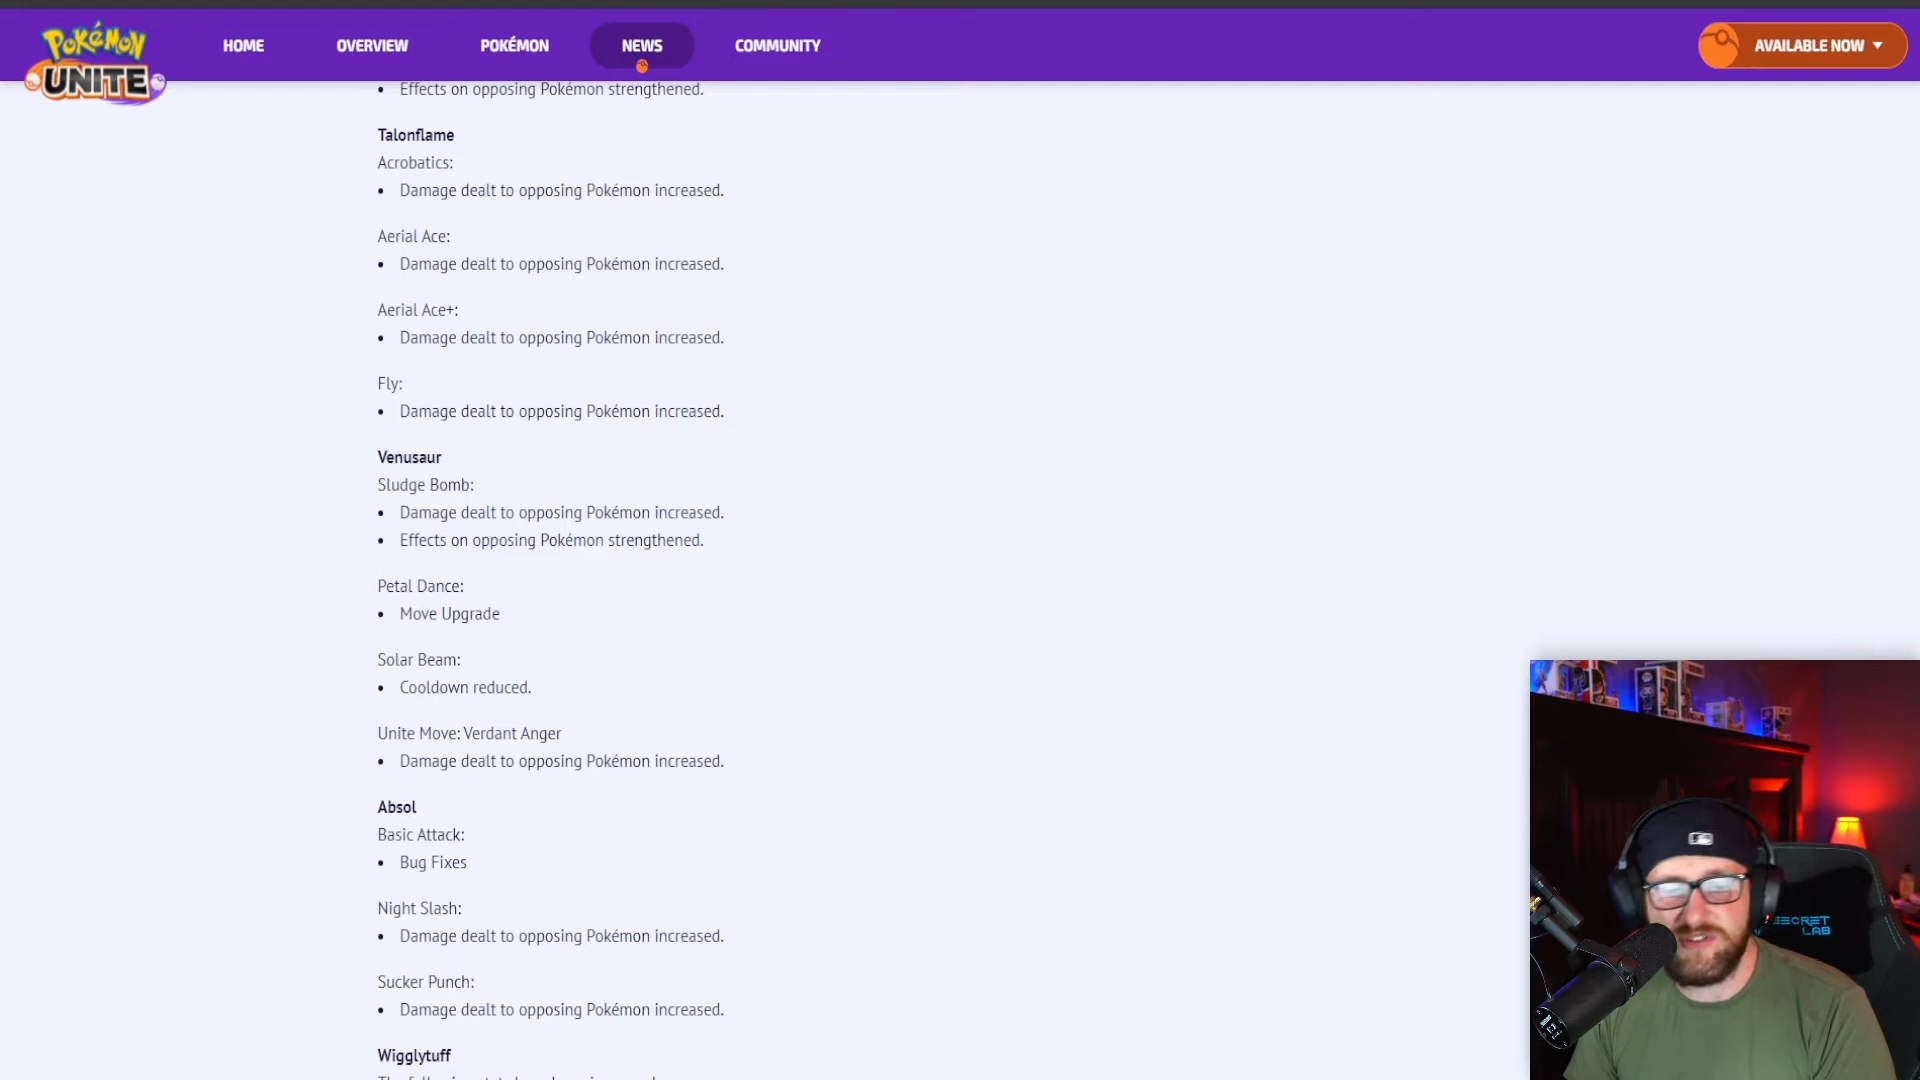 POKéMON
UNITE
HOME
OVERVIEW
POKÉMON
NEWS
COMMUNITY
AVAILABLE NOW
• Effects on opposing Pokémon strengthened.
Talonflame
Acrobatics:
• Damage dealt to opposing Pokémon increased.
Aerial Ace:
• Damage dealt to opposing Pokémon increased.
Aerial Ace+:
• Damage dealt to opposing Pokémon increased.
Fly:
• Damage dealt to opposing Pokémon increased.
Venusaur
Sludge Bomb:
• Damage dealt to opposing Pokémon increased.
• Effects on opposing Pokémon strengthened.
Petal Dance:
• Move Upgrade
Solar Beam:
• Cooldown reduced.
Unite Move: Verdant Anger
• Damage dealt to opposing Pokémon increased.
Absol
Basic Attack:
• Bug Fixes
Night Slash:
• Damage dealt to opposing Pokémon increased.
Sucker Punch:
• Damage dealt to opposing Pokémon increased.
Wigglytuff
SECRET
LAB